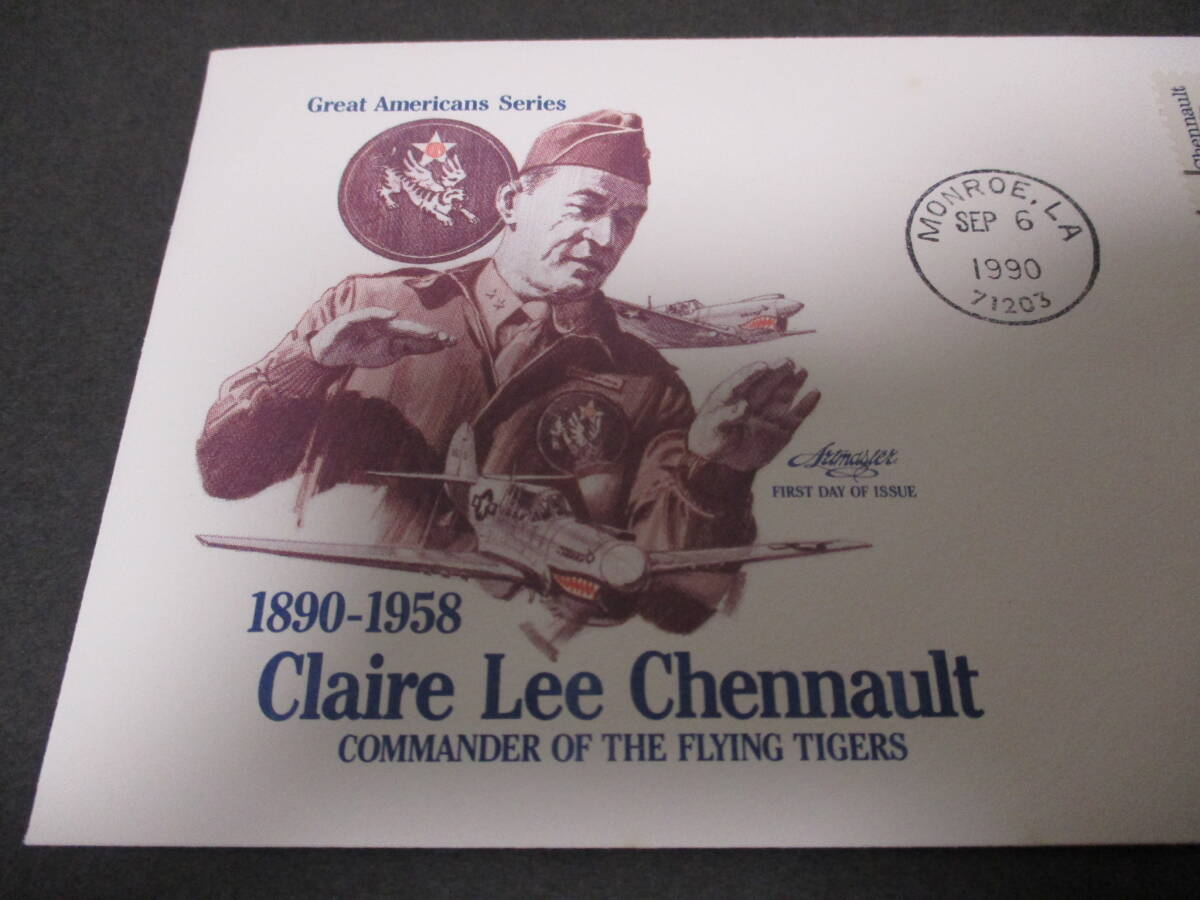 Great Americans Series
Chennault
MONROE, LA
SEP 6
1990
71203
Artmaster
FIRST DAY OF ISSUE
1890-1958
Claire Lee Chennault
COMMANDER OF THE FLYING TIGERS